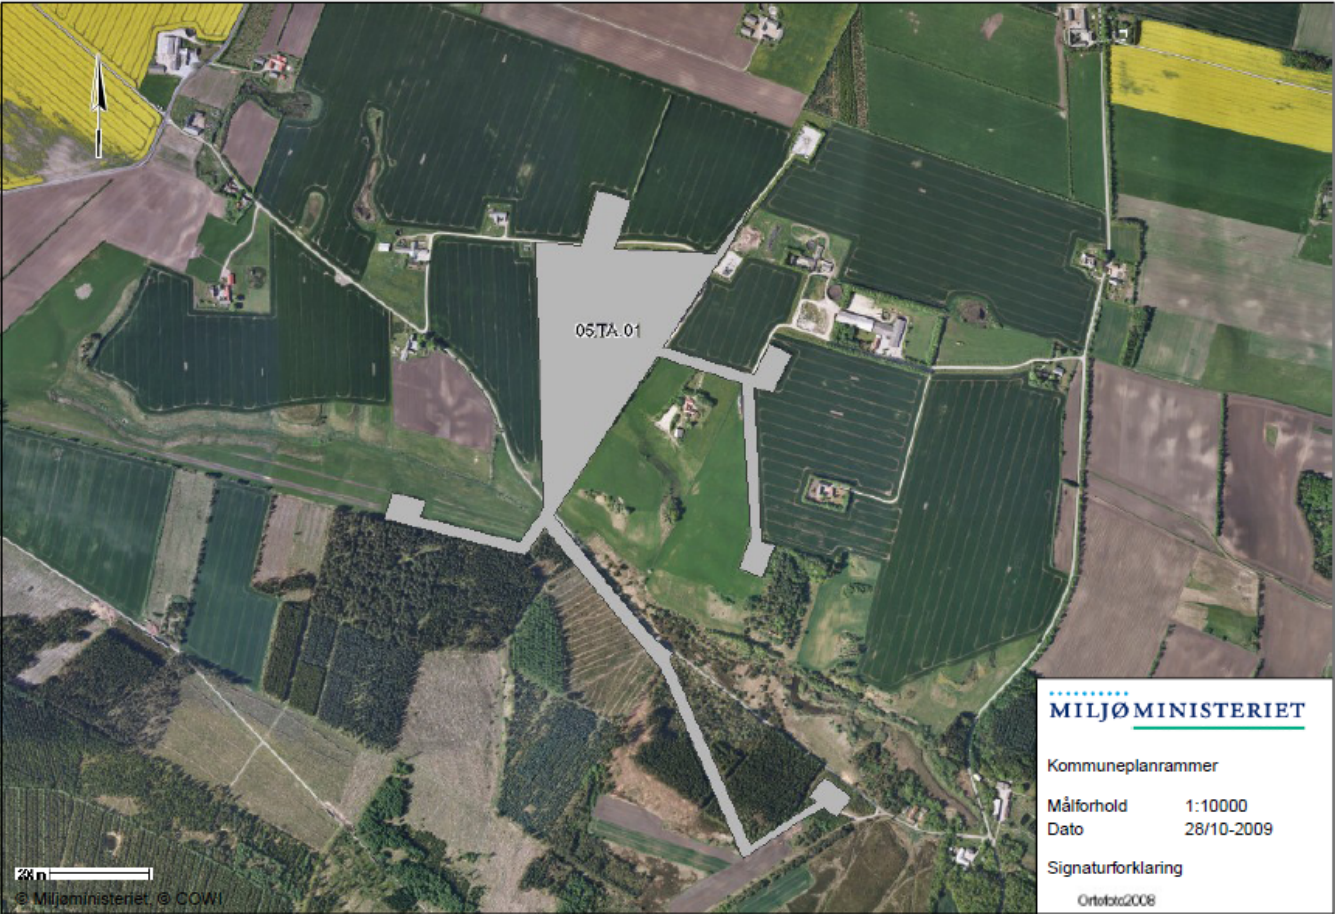 05.TA.01
MILJØMINISTERIET
Kommuneplanrammer
Målforhold 1:10000
Dato 28/10-2009
Signaturforklaring
Ortofoto2008
© Miljøministeriet, © COWI